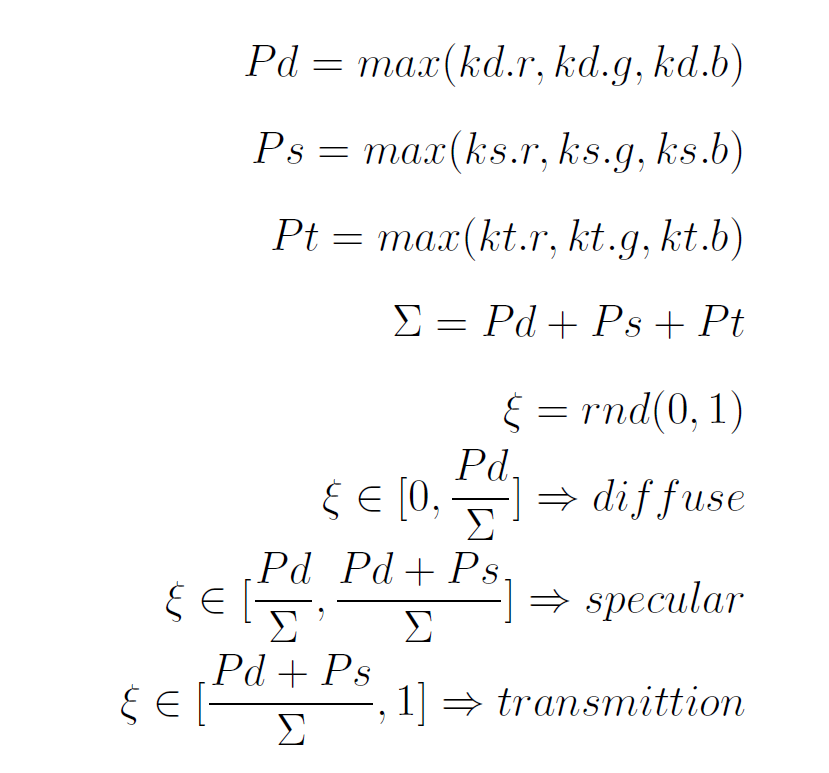 Pd = max(kd.r, kd.g, kd.b)
Ps = max(ks.r, ks.g, ks.b)
Pt = max(kt.r, kt.g, kt.b)
Σ = Pd + Ps + Pt
ξ = rnd(0, 1)
ξ ∈ [0, Pd/Σ] ⇒ diffuse
ξ ∈ [Pd/Σ, Pd + Ps/Σ] ⇒ specular
ξ ∈ [Pd + Ps/Σ, 1] ⇒ transmittion